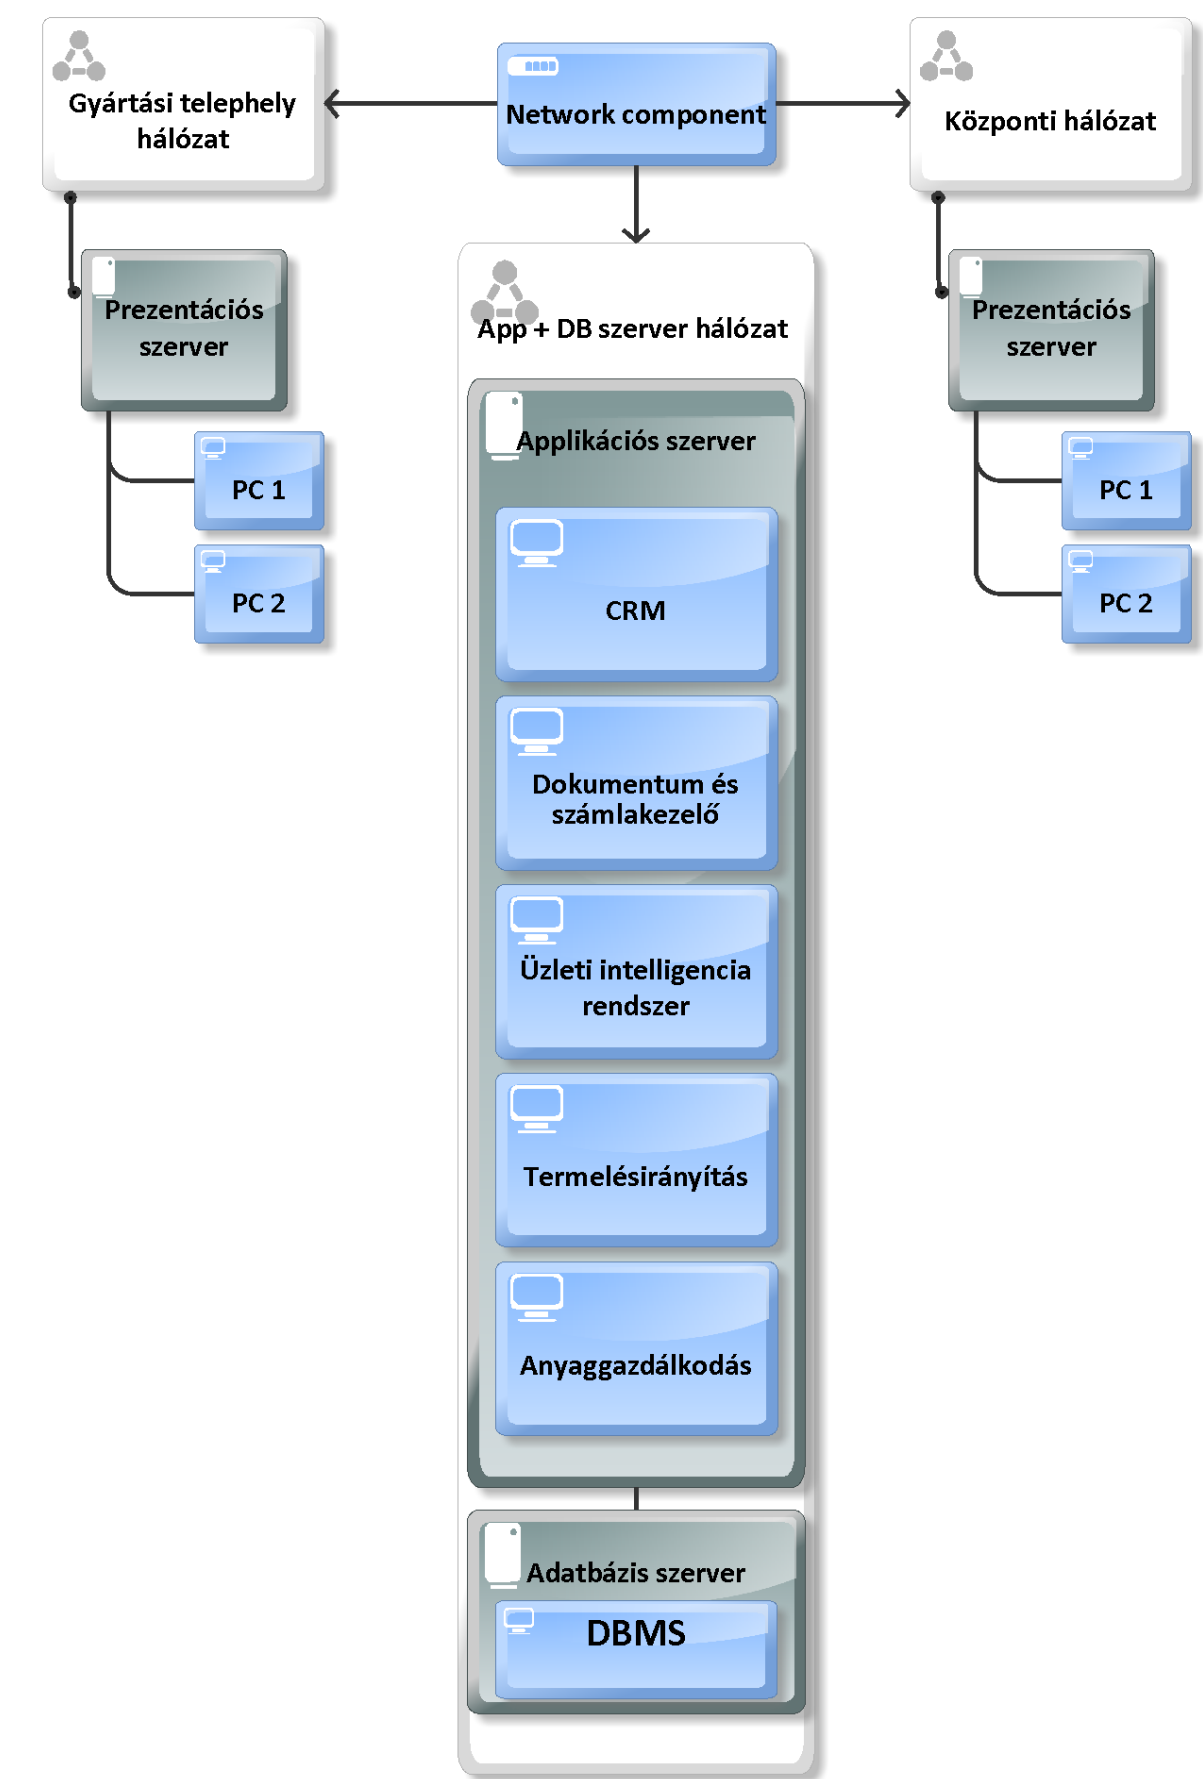 Gyártási telephely
hálózat
Network component
Központi hálózat
Prezentációs
szerver
PC 1
PC 2
App + DB szerver hálózat
Applikációs szerver
CRM
Dokumentum és
számlakezelő
Üzleti intelligencia
rendszer
Termelésirányítás
Anyaggazdálkodás
Adatbázis szerver
DBMS
Prezentációs
szerver
PC 1
PC 2